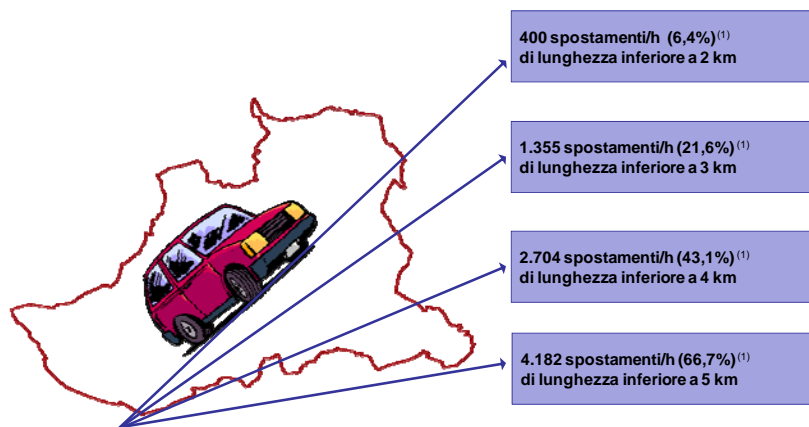 400 spostamenti/h (6,4%)⁽¹⁾
di lunghezza inferiore a 2 km
1.355 spostamenti/h (21,6%)⁽¹⁾
di lunghezza inferiore a 3 km
2.704 spostamenti/h (43,1%)⁽¹⁾
di lunghezza inferiore a 4 km
4.182 spostamenti/h (66,7%)⁽¹⁾
di lunghezza inferiore a 5 km